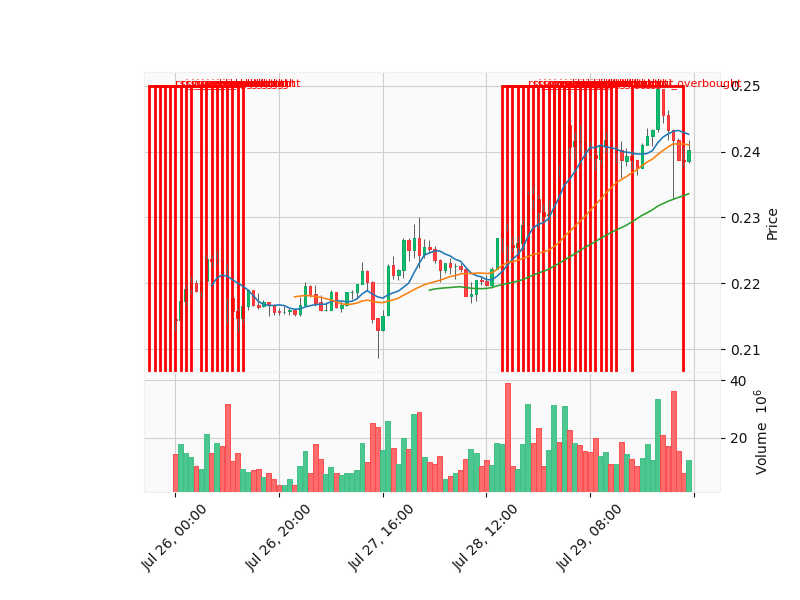 overbought
0.25
0.24
0.23
0.22
0.21
Price
40
20
Volume 10⁶
Jul 26, 00:00
Jul 26, 20:00
Jul 27, 16:00
Jul 28, 12:00
Jul 29, 08:00